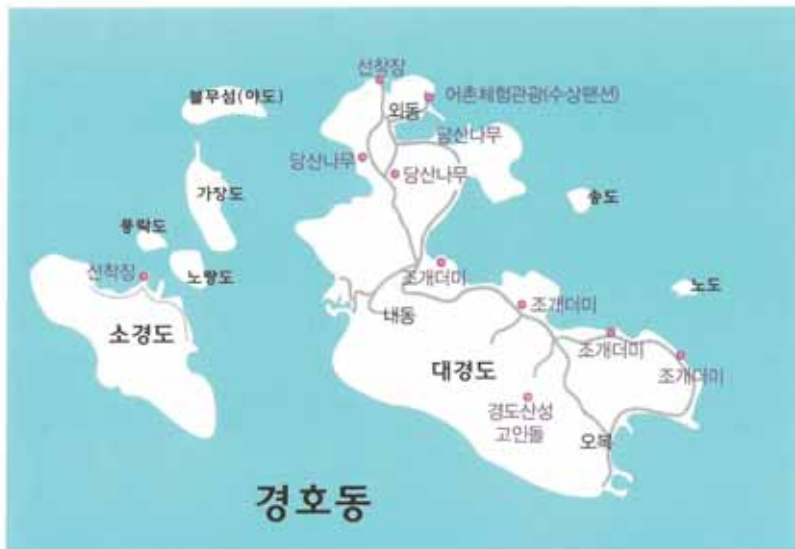 선착장
불무섬(야도)
어촌체험관광(수상팬션)
외동
당산나무
당산나무
당산나무
가장도
송도
풍락도
선착장
노랑도
조개더미
노도
조개더미
내동
소경도
조개더미
대경도
조개더미
경도산성
고인돌
오복
경호동